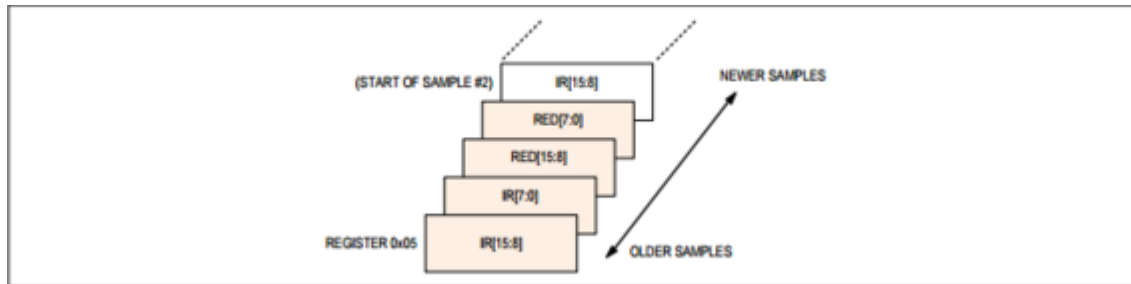 (START OF SAMPLE #2)
IR[15:8]
NEWER SAMPLES
RED[7:0]
RED[15:8]
IR[7:0]
REGISTER 0x05
IR[15:8]
OLDER SAMPLES